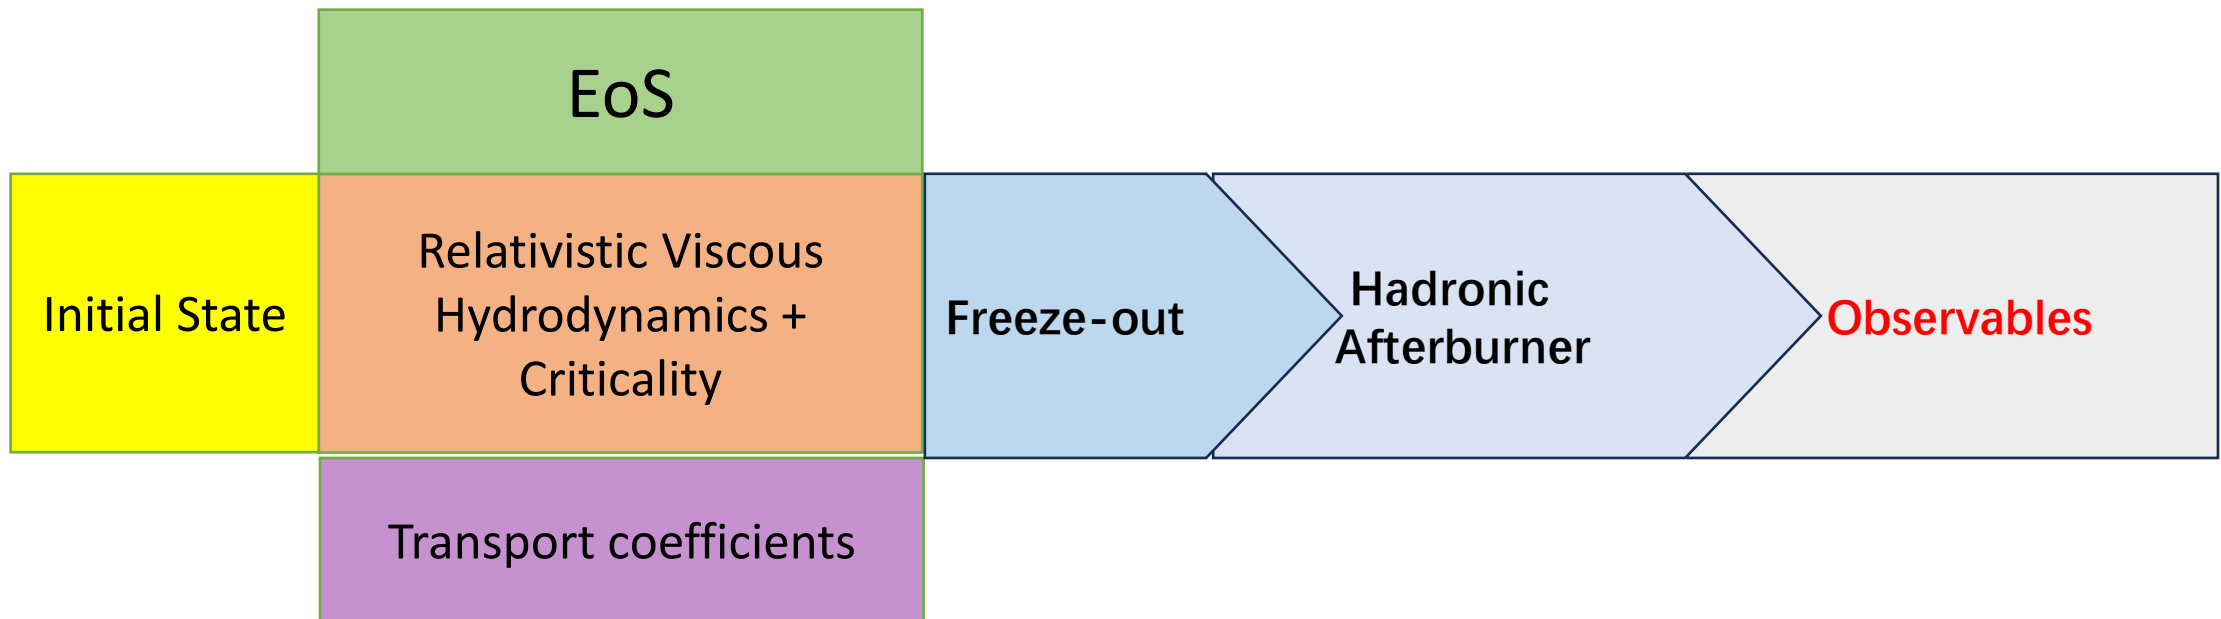 EoS
Initial State
Relativistic Viscous
Hydrodynamics +
Criticality
Freeze-out
Hadronic
Afterburner
Observables
Transport coefficients